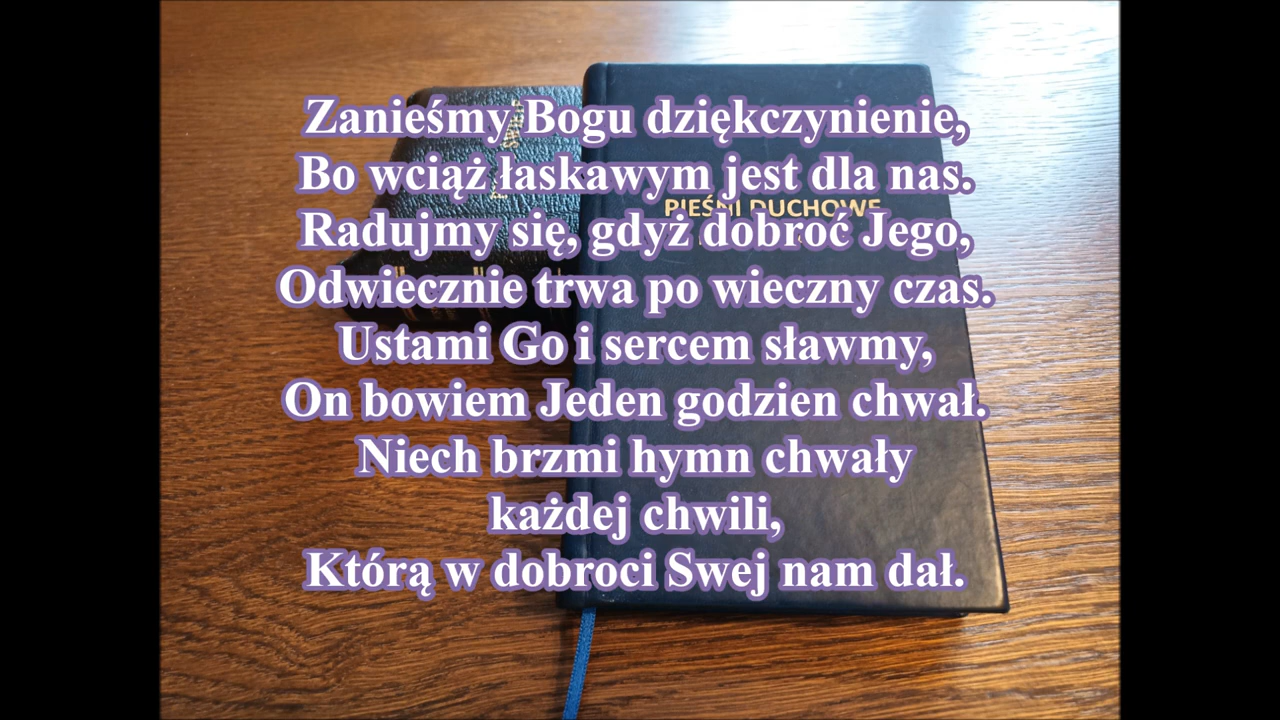 Zanieśmy Bogu dziękczynienie,
Bo wciąż łaskawym jest dla nas.
PIEŚNI DUCHOWE
Radujmy się, gdyż dobroć Jego,
Odwiecznie trwa po wieczny czas.
Ustami Go i sercem sławmy,
On bowiem Jeden godzien chwał.
Niech brzmi hymn chwały
każdej chwili,
Którą w dobroci Swej nam dał.